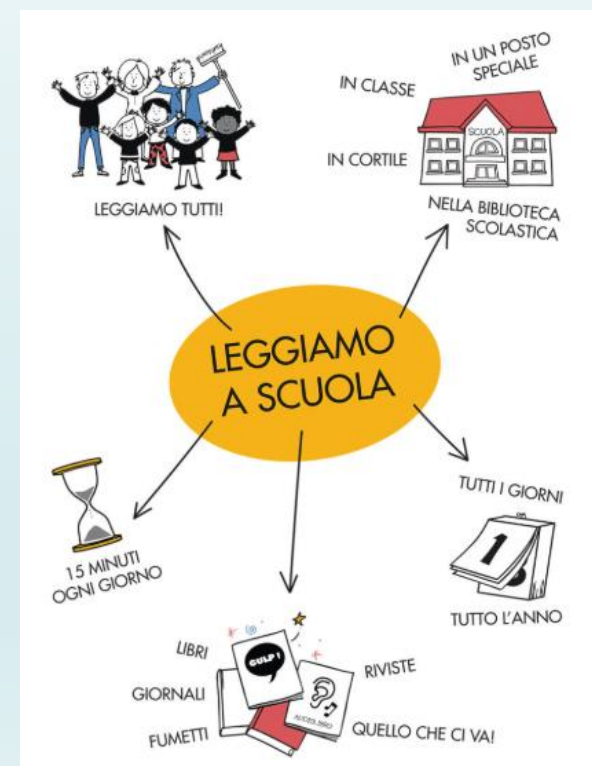 LEGGIAMO TUTTI!
IN CLASSE
IN UN POSTO
SPECIALE
SCUOLA
IN CORTILE
NELLA BIBLIOTECA
SCOLASTICA
LEGGIAMO
A SCUOLA
15 MINUTI
OGNI GIORNO
TUTTI I GIORNI
1
TUTTO L'ANNO
LIBRI
GULP!
RIVISTE
GIORNALI
FUMETTI
QUELLO CHE CI VA!